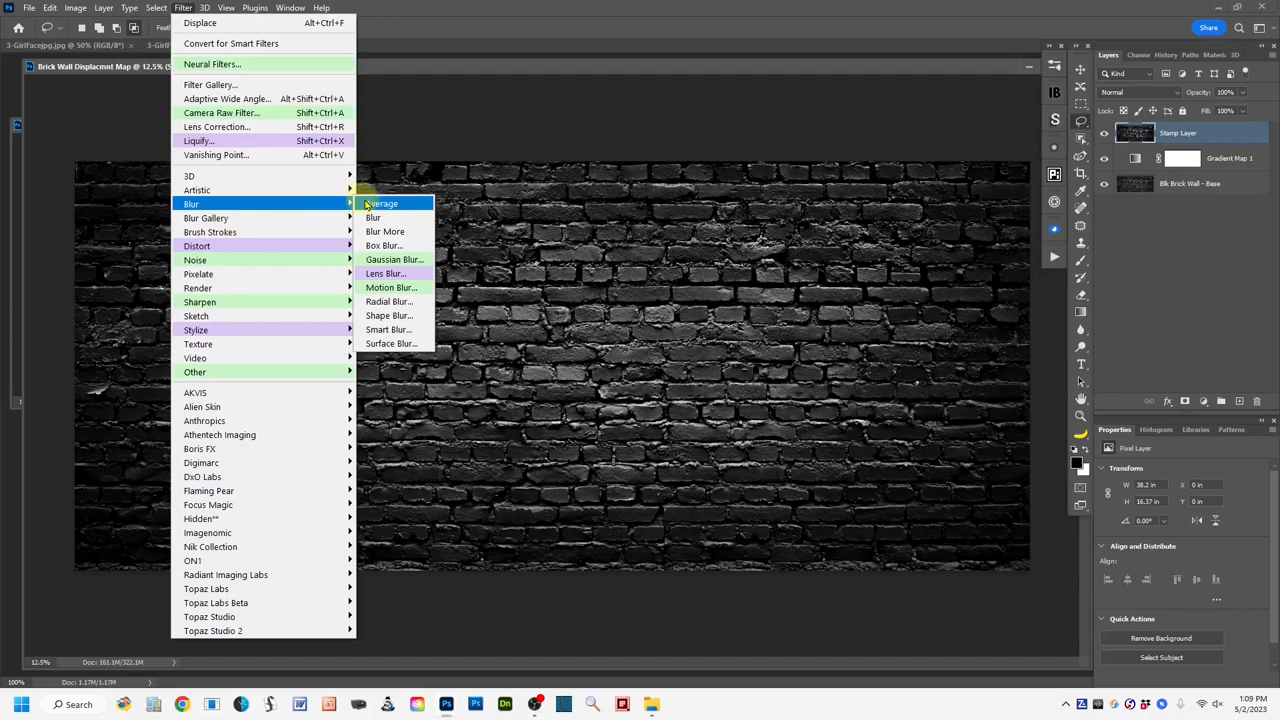 File Edit Image Layer Type Select Filter 3D View Plugins Window Help
Share
3-GirlFacejpg.jpg @ 50% (RGB/8*) ×
Brick Wall Displacmnt Map @ 12.5%
Displace Alt+Ctrl+F
Convert for Smart Filters
Neural Filters...
Filter Gallery...
Adaptive Wide Angle... Alt+Shift+Ctrl+A
Camera Raw Filter... Shift+Ctrl+A
Lens Correction... Shift+Ctrl+R
Liquify... Shift+Ctrl+X
Vanishing Point... Alt+Ctrl+V
3D
Artistic
Blur
Blur Gallery
Brush Strokes
Distort
Noise
Pixelate
Render
Sharpen
Sketch
Stylize
Texture
Video
Other
AKVIS
Alien Skin
Anthropics
Athentech Imaging
Boris FX
Digimarc
DxO Labs
Flaming Pear
Focus Magic
Hidden**
Imagenomic
Nik Collection
ON1
Radiant Imaging Labs
Topaz Labs
Topaz Labs Beta
Topaz Studio
Topaz Studio 2
Average
Blur
Blur More
Box Blur...
Gaussian Blur...
Lens Blur...
Motion Blur...
Radial Blur...
Shape Blur...
Smart Blur...
Surface Blur...
Layers Chann History Paths Materi 3D
Kind
Normal Opacity: 100%
Lock: Fill: 100%
Stamp Layer
Gradient Map 1
Blk Brick Wall - Base
Properties Histogram Libraries Patterns
Pixel Layer
Transform
W 38.2 in X 0 in
H 16.37 in Y 0 in
0.00°
Align and Distribute
Align:
Quick Actions
Remove Background
Select Subject
12.5% Doc: 161.1M/322.1M
100% Doc: 1.17M/1.17M
Search
1:09 PM
5/2/2023